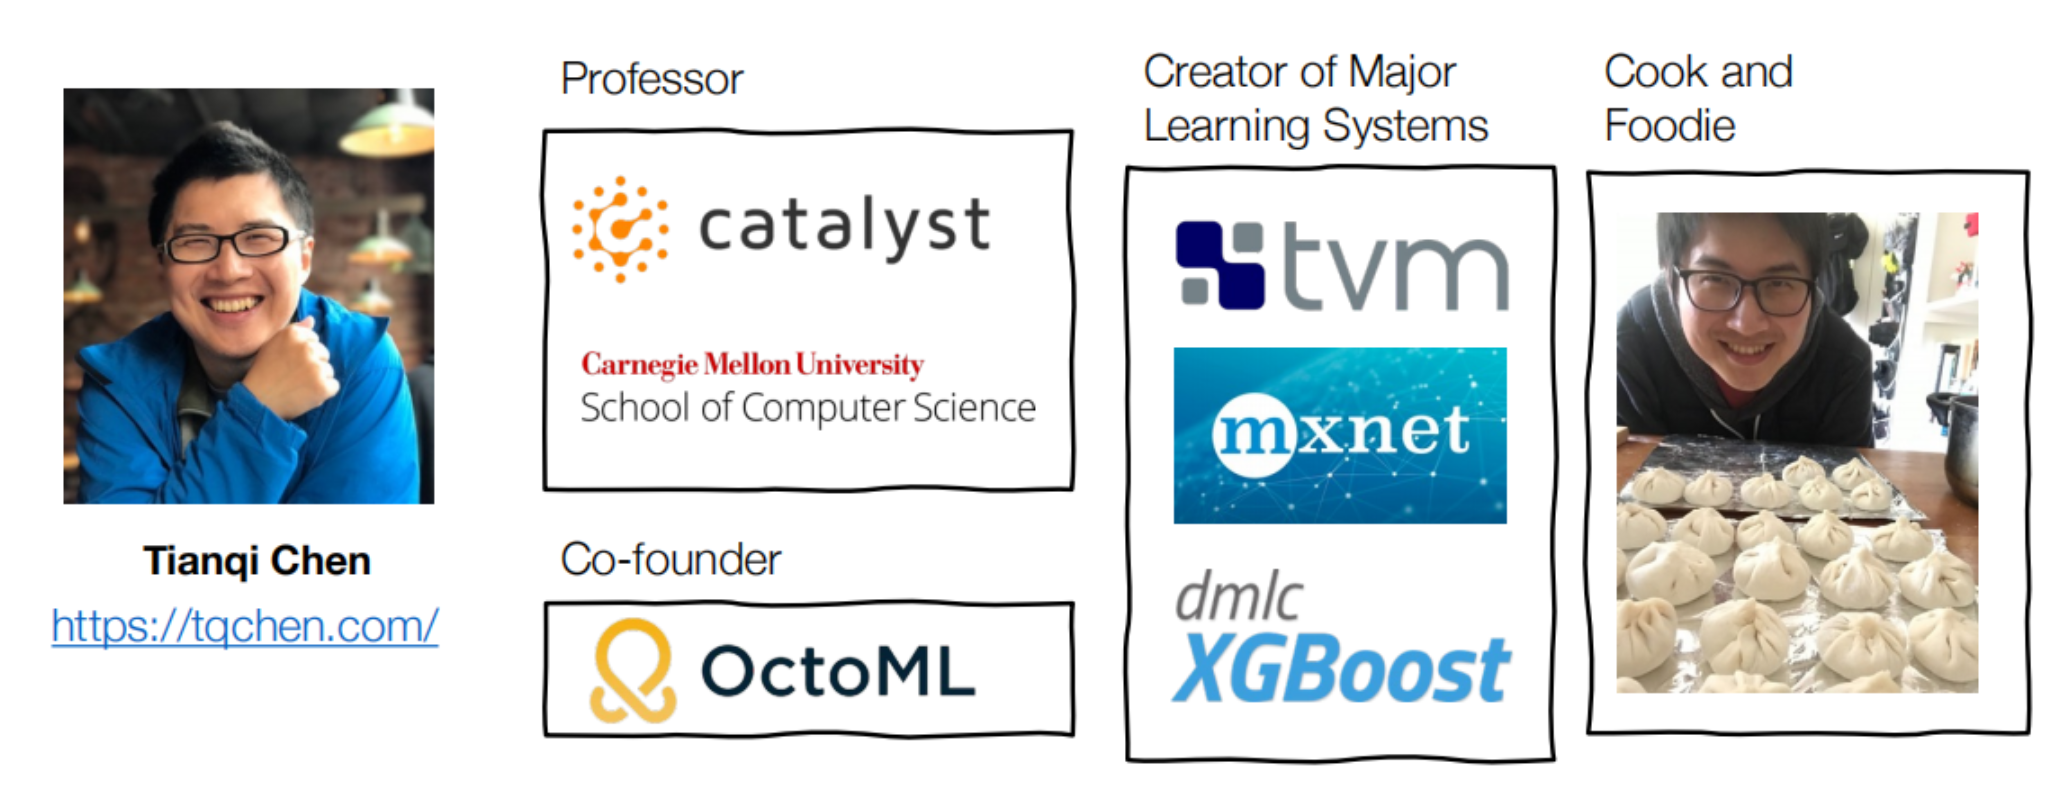 Tianqi Chen
https://tqchen.com/
Professor
catalyst
Carnegie Mellon University
School of Computer Science
Co-founder
OctoML
Creator of Major
Learning Systems
tvm
mxnet
dmlc
XGBoost
Cook and
Foodie